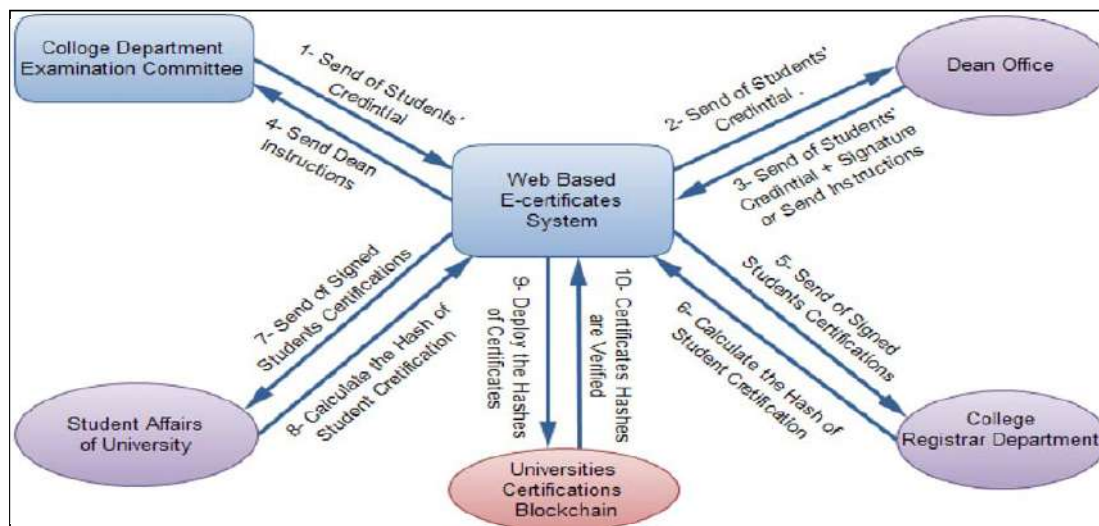 Colloge Department
Examination Committee
1- Send of Students'
Credintial
4- Send Dean
Instructions
Dean Office
2- Send of Students'
Credintial .
3- Send of Students'
Credintial + Signature
or Send Instructions
Web Based
E-certificates
System
7- Send of Signed
Students Certifications
8- Calculate the Hash of
Student Cretification
9- Deploy the Hashes
of Certificates
10- Certificates Hashes
are Verified
5- Send of Signed
Students Certifications
6- Calculate the Hash of
Student Cretification
Student Affairs
of University
Universities
Certifications
Blockchain
College
Registrar Department